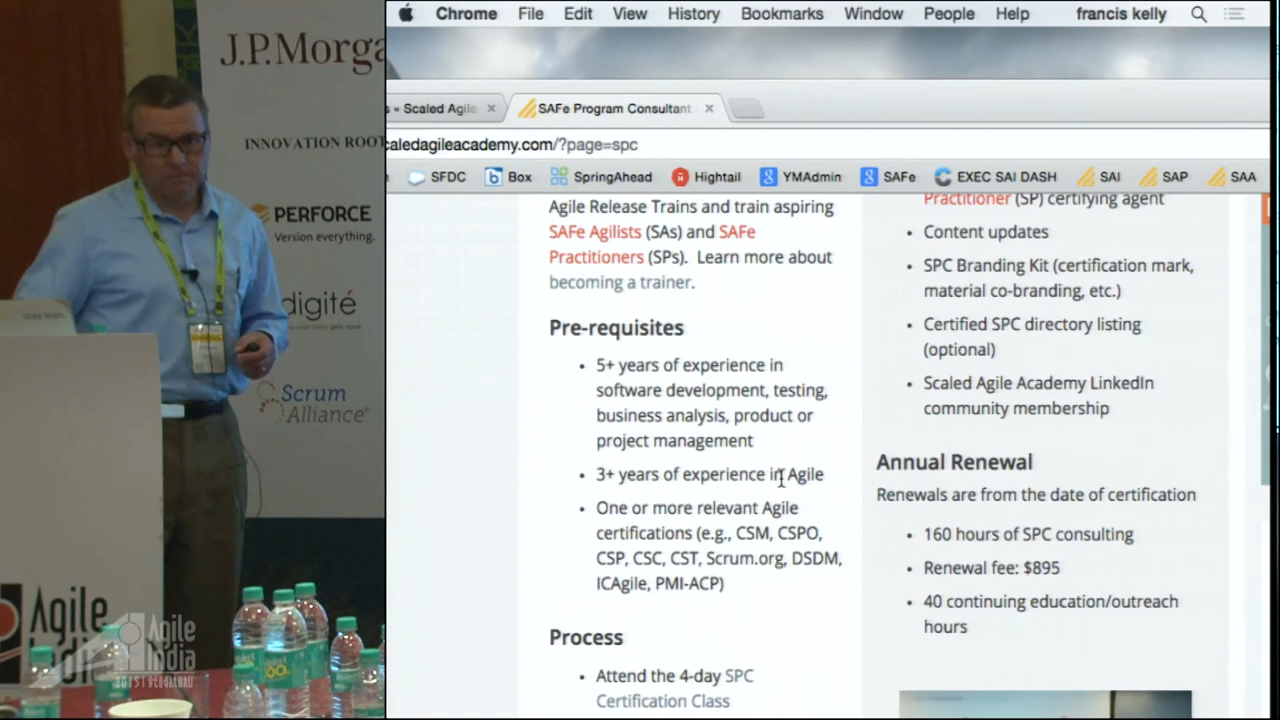 J.P.Morga
INNOVATION ROOT
PERFORCE
Version everything.
digité
Scrum
Alliance®
Agile
India
Agile
India
2015 | BENGALURU
Chrome File Edit View History Bookmarks Window People Help francis kelly
s « Scaled Agile
SAFe Program Consultant
caledagileacademy.com/?page=spc
SFDC Box SpringAhead Hightail YMAdmin SAFe EXEC SAI DASH SAI SAP SAA
Agile Release Trains and train aspiring
SAFe Agilists (SAs) and SAFe
Practitioners (SPs). Learn more about
becoming a trainer.
Pre-requisites
• 5+ years of experience in
software development, testing,
business analysis, product or
project management
• 3+ years of experience in Agile
• One or more relevant Agile
certifications (e.g., CSM, CSPO,
CSP, CSC, CST, Scrum.org, DSDM,
ICAgile, PMI-ACP)
Process
• Attend the 4-day SPC
Certification Class
Practitioner (SP) certifying agent
• Content updates
• SPC Branding Kit (certification mark,
material co-branding, etc.)
• Certified SPC directory listing
(optional)
• Scaled Agile Academy LinkedIn
community membership
Annual Renewal
Renewals are from the date of certification
• 160 hours of SPC consulting
• Renewal fee: $895
• 40 continuing education/outreach
hours